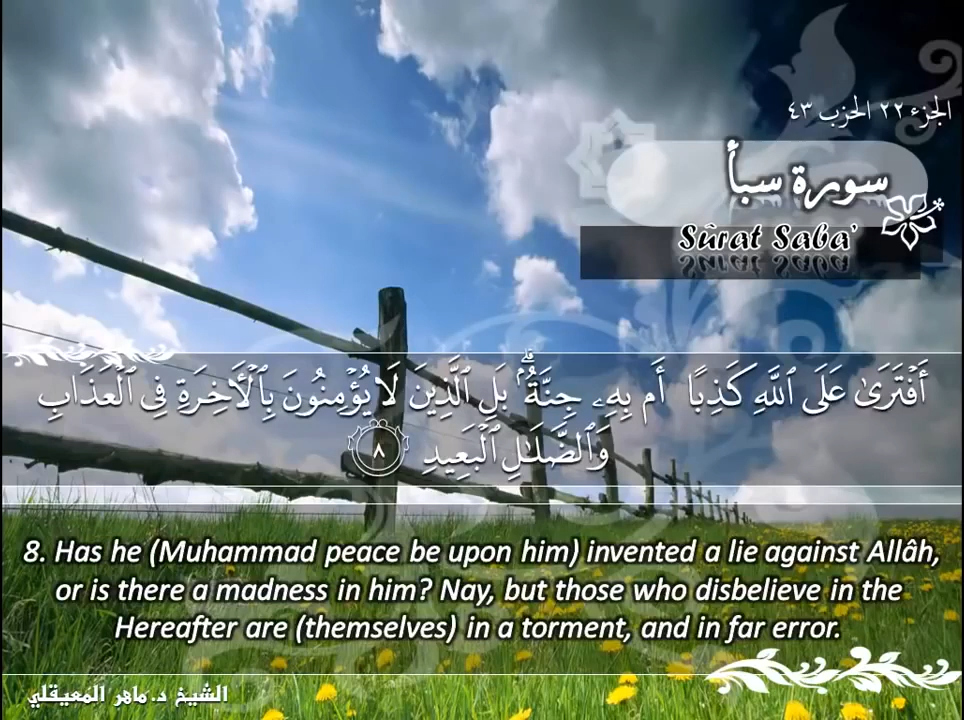 الجزء ٢٢ الحزب ٤٣
سورة سبأ
Sûrat Saba'
أَفْتَرَىٰ عَلَى ٱللَّهِ كَذِبًا أَم بِهِۦ جِنَّةٌۢ ۗ بَلِ ٱلَّذِينَ لَا يُؤْمِنُونَ بِٱلْءَاخِرَةِ فِى ٱلْعَذَابِ
وَٱلضَّلَٰلِ ٱلْبَعِيدِ ٨
8. Has he (Muhammad peace be upon him) invented a lie against Allâh,
or is there a madness in him? Nay, but those who disbelieve in the
Hereafter are (themselves) in a torment, and in far error.
الشيخ د. ماهر المعيقلي